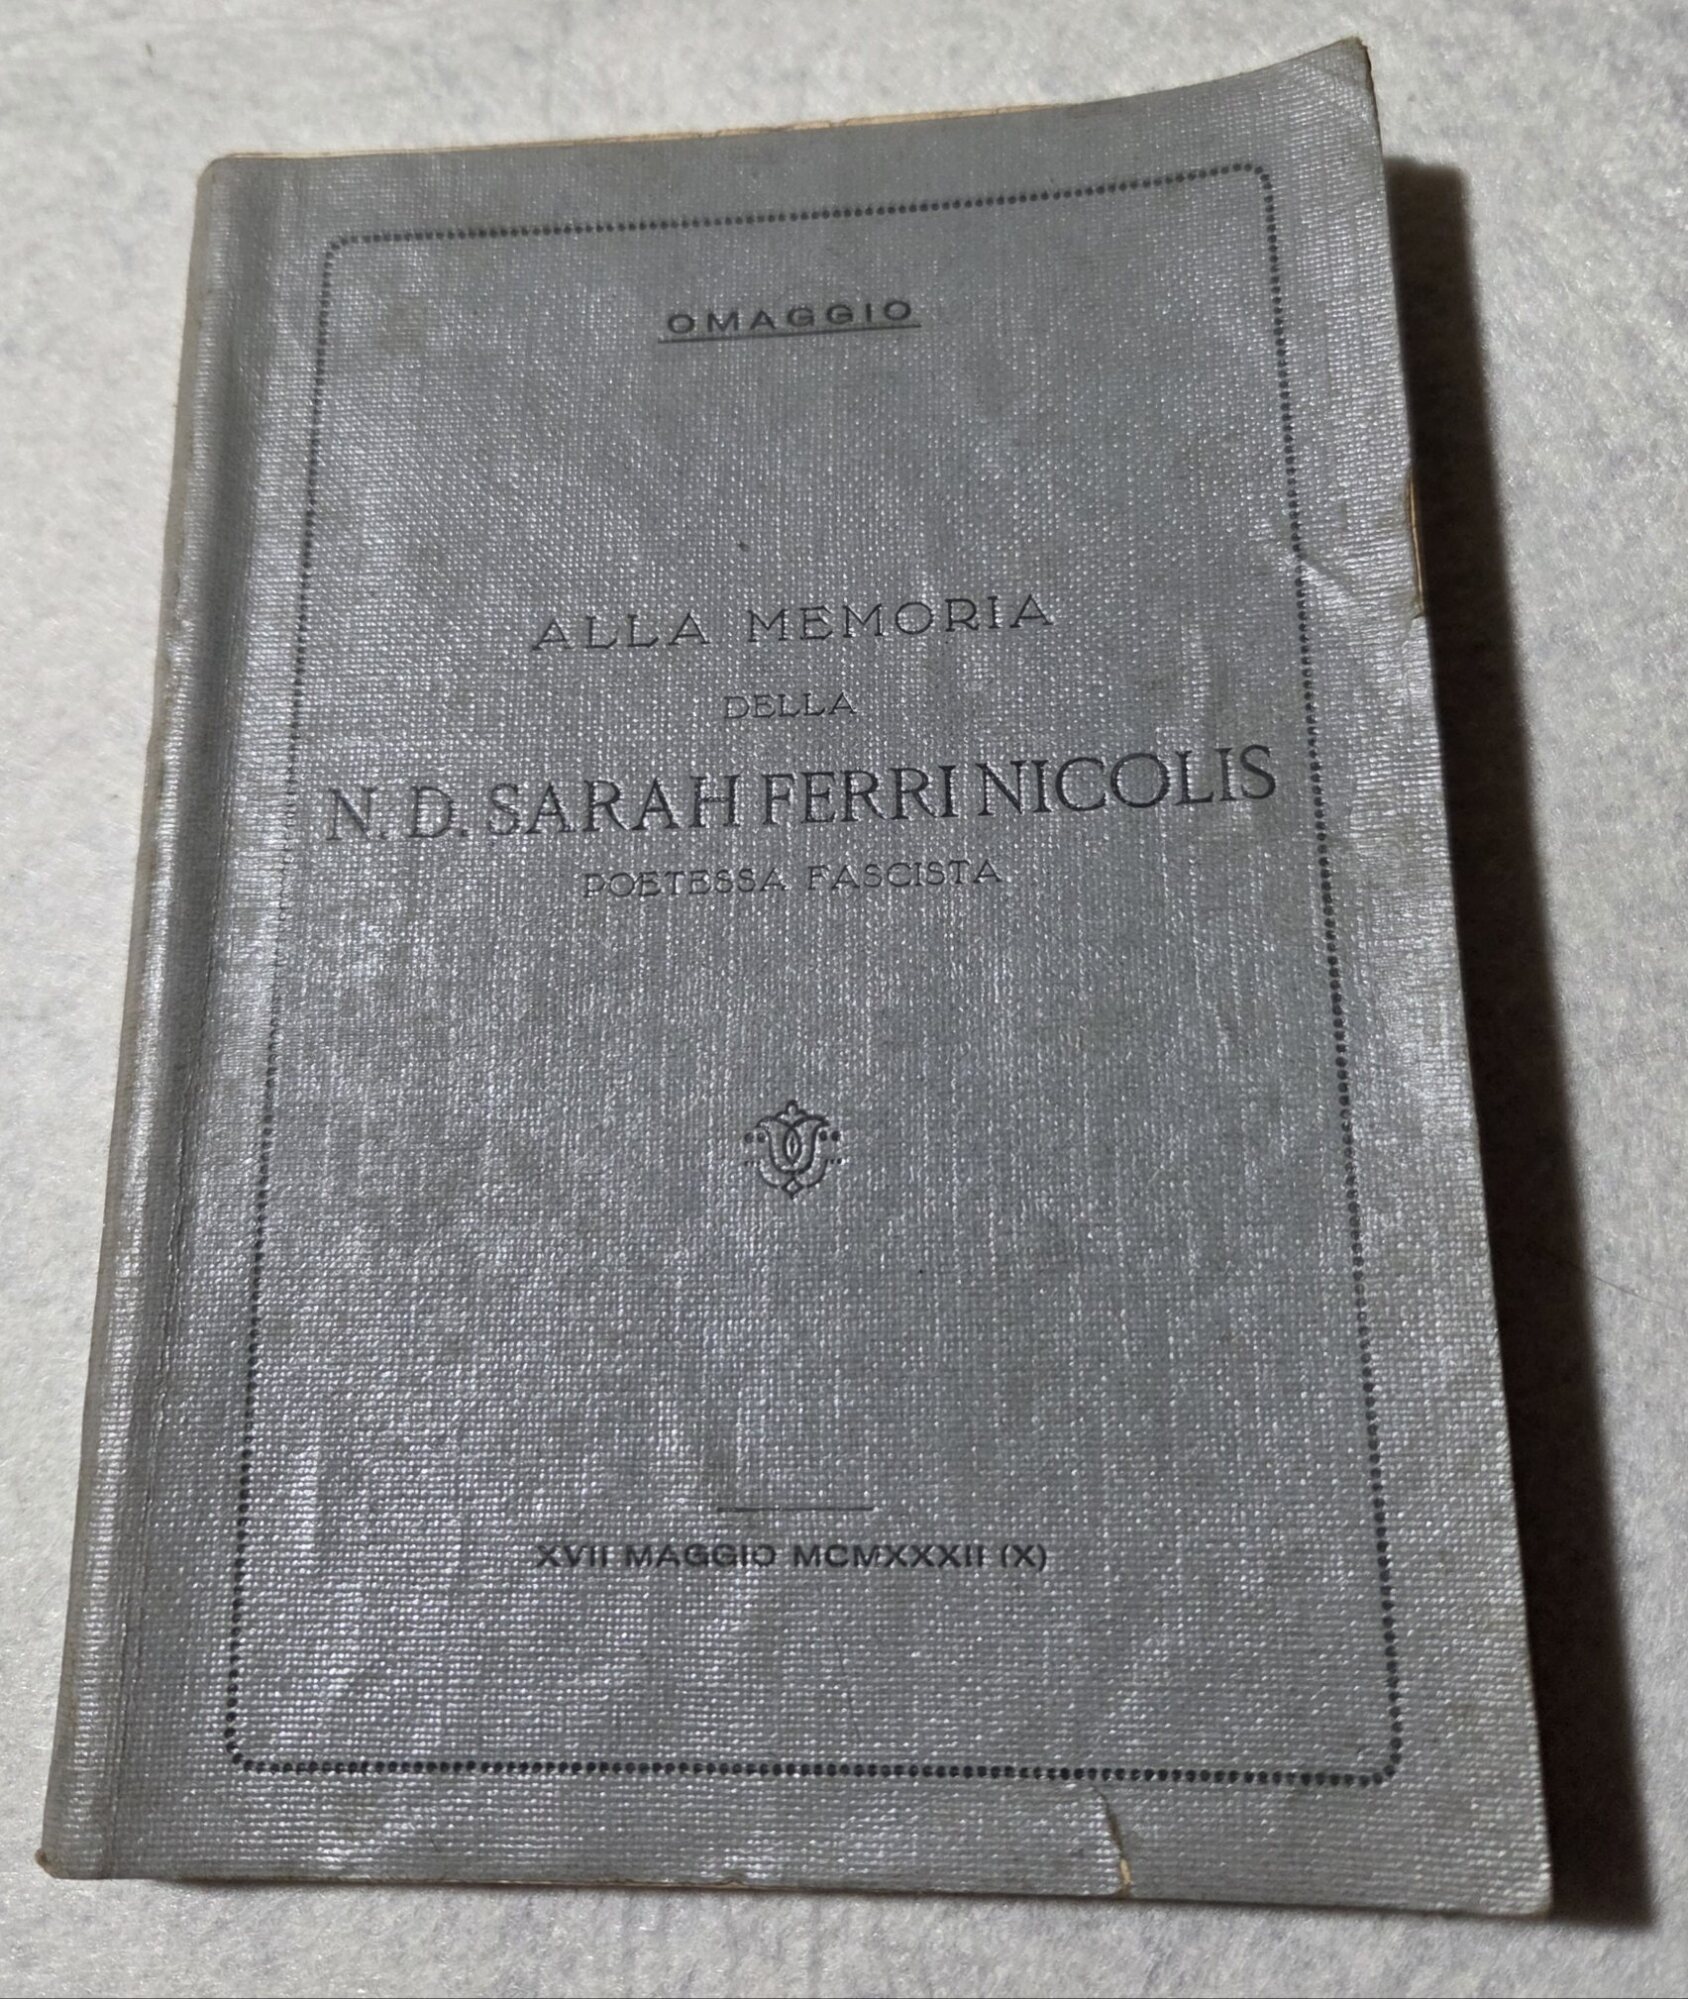 OMAGGIO
ALLA MEMORIA
DELLA
N. D. SARAH FERRI NICOLIS
POETESSA FASCISTA
XVII MAGGIO MCMXXXII (X)